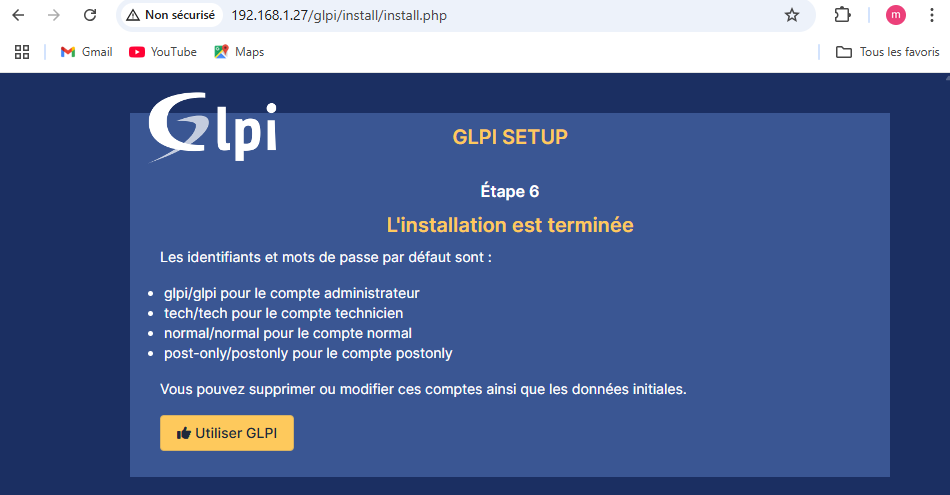 Non sécurisé 192.168.1.27/glpi/install/install.php m
Gmail YouTube Maps Tous les favoris
Glpi
GLPI SETUP
Étape 6
L'installation est terminée
Les identifiants et mots de passe par défaut sont :
glpi/glpi pour le compte administrateur
tech/tech pour le compte technicien
normal/normal pour le compte normal
post-only/postonly pour le compte postonly
Vous pouvez supprimer ou modifier ces comptes ainsi que les données initiales.
Utiliser GLPI